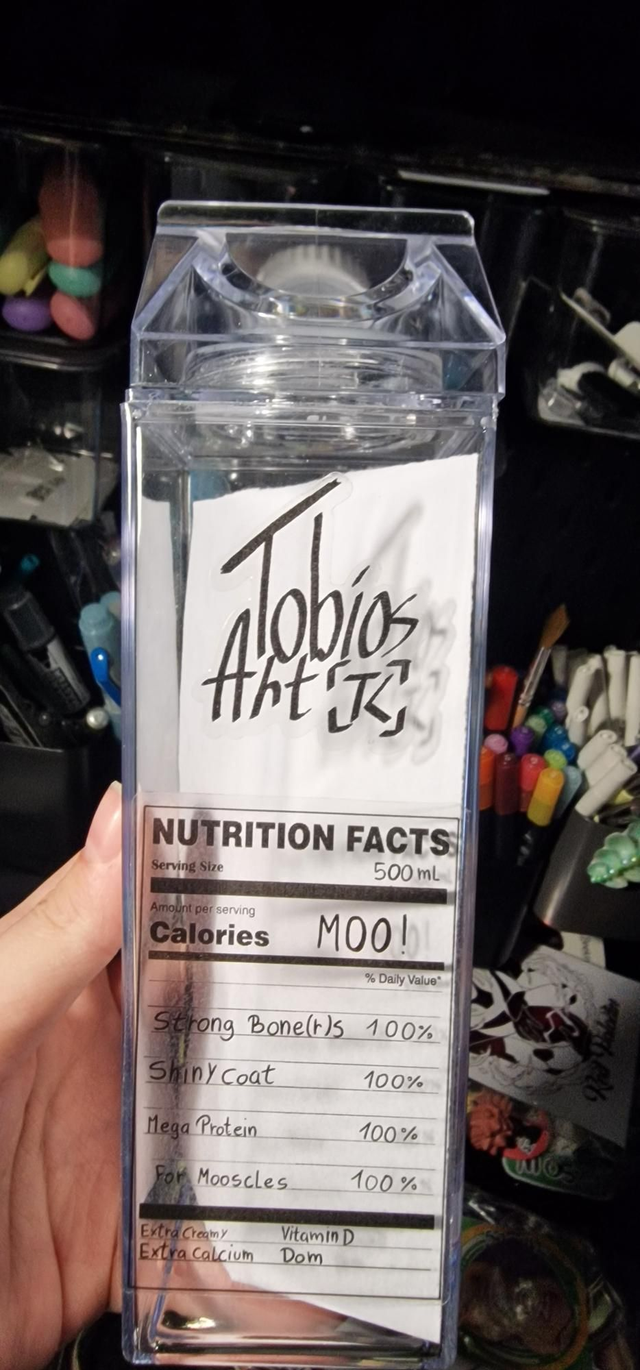 Tobios
Art [JK]
NUTRITION FACTS
Serving Size 500 mL
Amount per serving
Calories MOO!
% Daily Value*
Strong Bone(r)s 100%
Shiny Coat 100%
Mega Protein 100%
For Mooscles 100%
Extra Creamy Vitamin D
Extra Calcium Dom